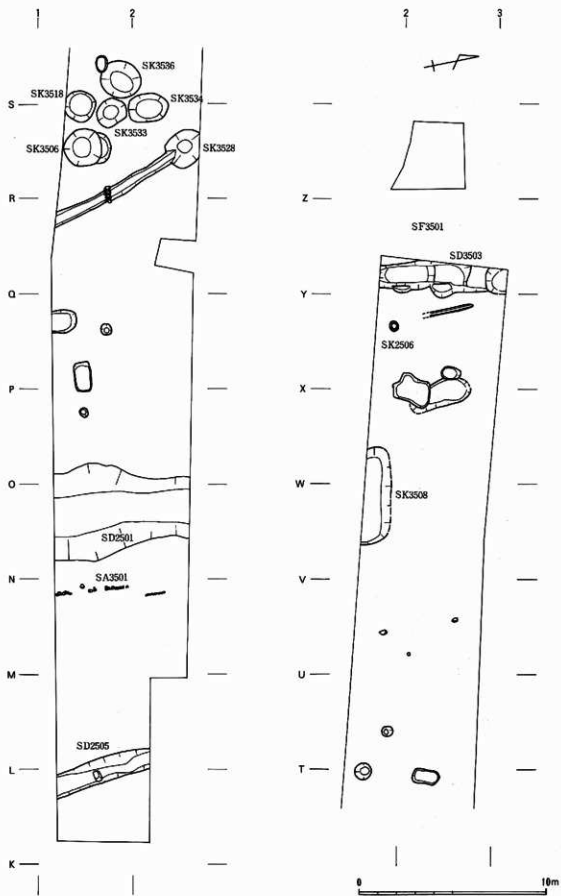 1 2
SK3536
SK3518
SK3534
S
SK3533
SK3506
SK3528
R
Q
P
O
SD2501
N
SA3501
M
SD2505
L
K
2 3
Z
SF3501
SD3503
Y
SK2506
X
W
SK3508
V
U
T
0 10m